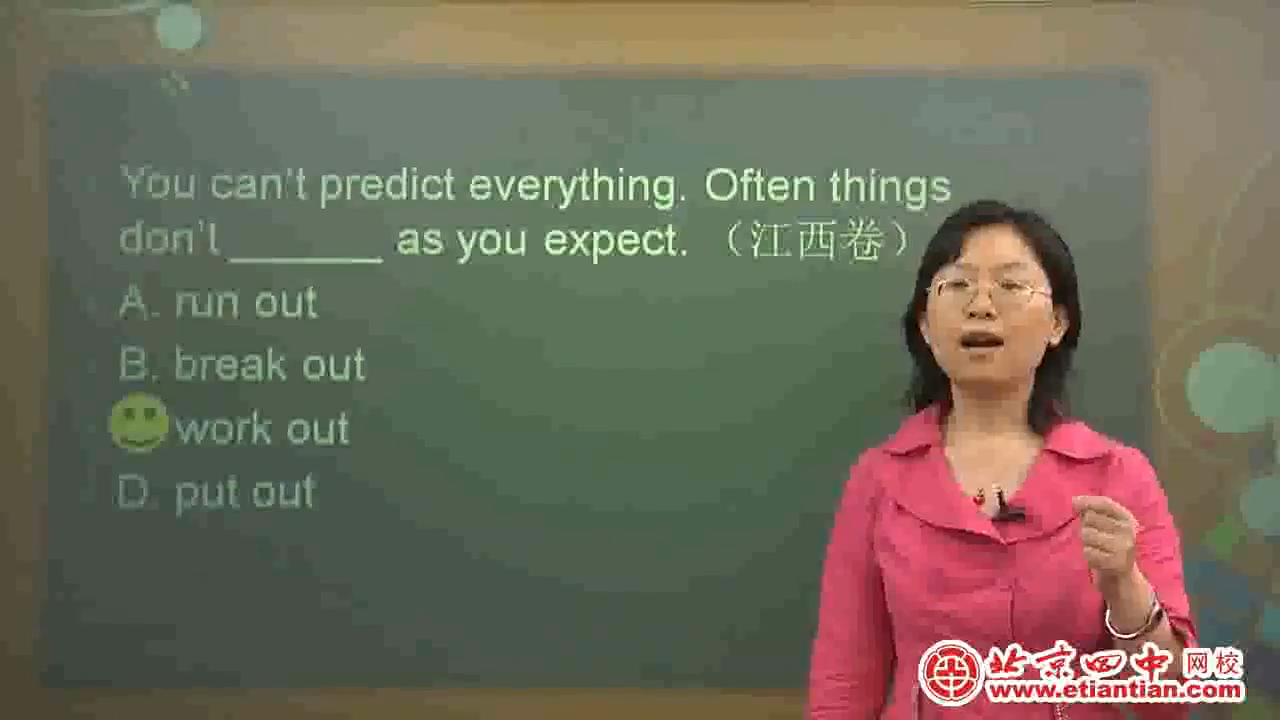 You can't predict everything. Often things
don't ______ as you expect. （江西卷）
A. run out
B. break out
work out
D. put out
北京四中 网校
www.etiantian.com